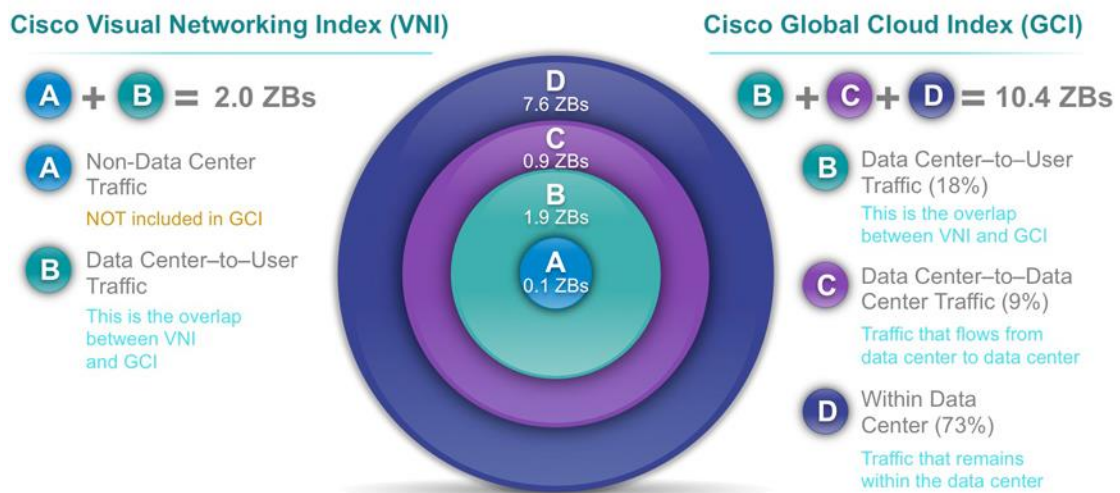 Cisco Visual Networking Index (VNI)
A + B = 2.0 ZBs
A
Non-Data Center
Traffic
NOT included in GCI
B
Data Center–to–User
Traffic
This is the overlap
between VNI
and GCI
D
7.6 ZBs
C
0.9 ZBs
B
1.9 ZBs
A
0.1 ZBs
Cisco Global Cloud Index (GCI)
B + C + D = 10.4 ZBs
B
Data Center–to–User
Traffic (18%)
This is the overlap
between VNI and GCI
C
Data Center–to–Data
Center Traffic (9%)
Traffic that flows from
data center to data center
D
Within Data
Center (73%)
Traffic that remains
within the data center